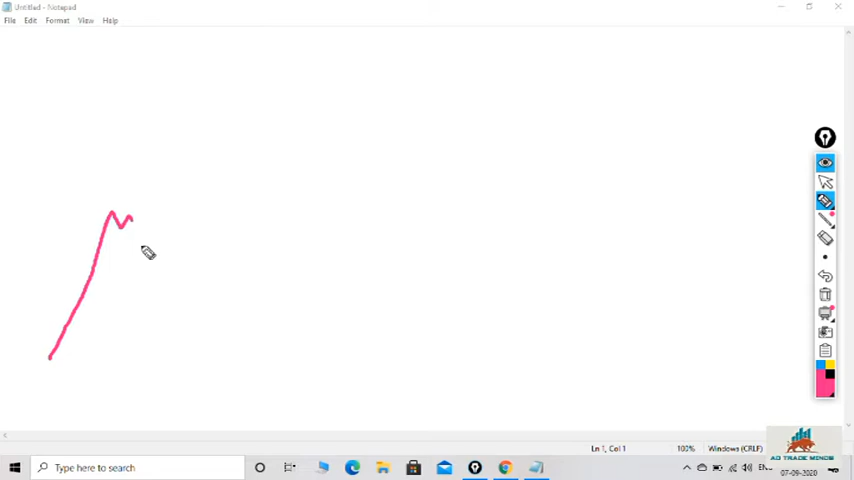 Untitled - Notepad
File Edit Format View Help
Ln 1, Col 1 100% Windows (CRLF)
AD TRADE MINDS
Type here to search
07-09-2020